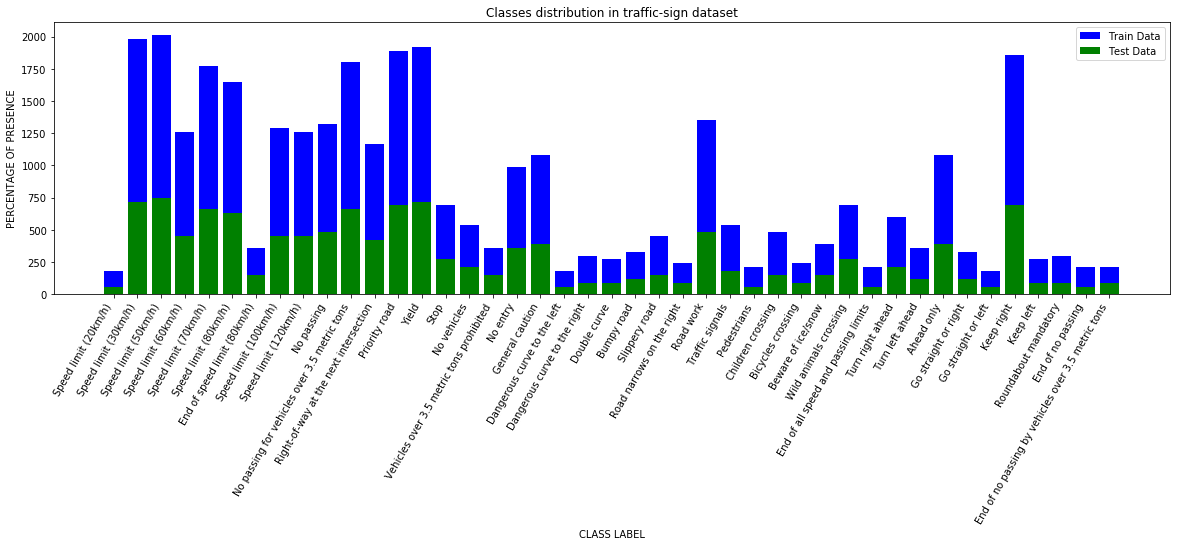 Classes distribution in traffic-sign dataset
Train Data
Test Data
PERCENTAGE OF PRESENCE
2000
1750
1500
1250
1000
750
500
250
0
Speed limit (20km/h)
Speed limit (30km/h)
Speed limit (50km/h)
Speed limit (60km/h)
Speed limit (70km/h)
Speed limit (80km/h)
End of speed limit (80km/h)
Speed limit (100km/h)
Speed limit (120km/h)
No passing
No passing for vehicles over 3.5 metric tons
Right-of-way at the next intersection
Priority road
Yield
Stop
No vehicles
Vehicles over 3.5 metric tons prohibited
No entry
General caution
Dangerous curve to the left
Dangerous curve to the right
Double curve
Bumpy road
Slippery road
Road narrows on the right
Road work
Traffic signals
Pedestrians
Children crossing
Bicycles crossing
Beware of ice/snow
Wild animals crossing
End of all speed and passing limits
Turn right ahead
Turn left ahead
Ahead only
Go straight or right
Go straight or left
Keep right
Keep left
Roundabout mandatory
End of no passing
End of no passing by vehicles over 3.5 metric tons
CLASS LABEL